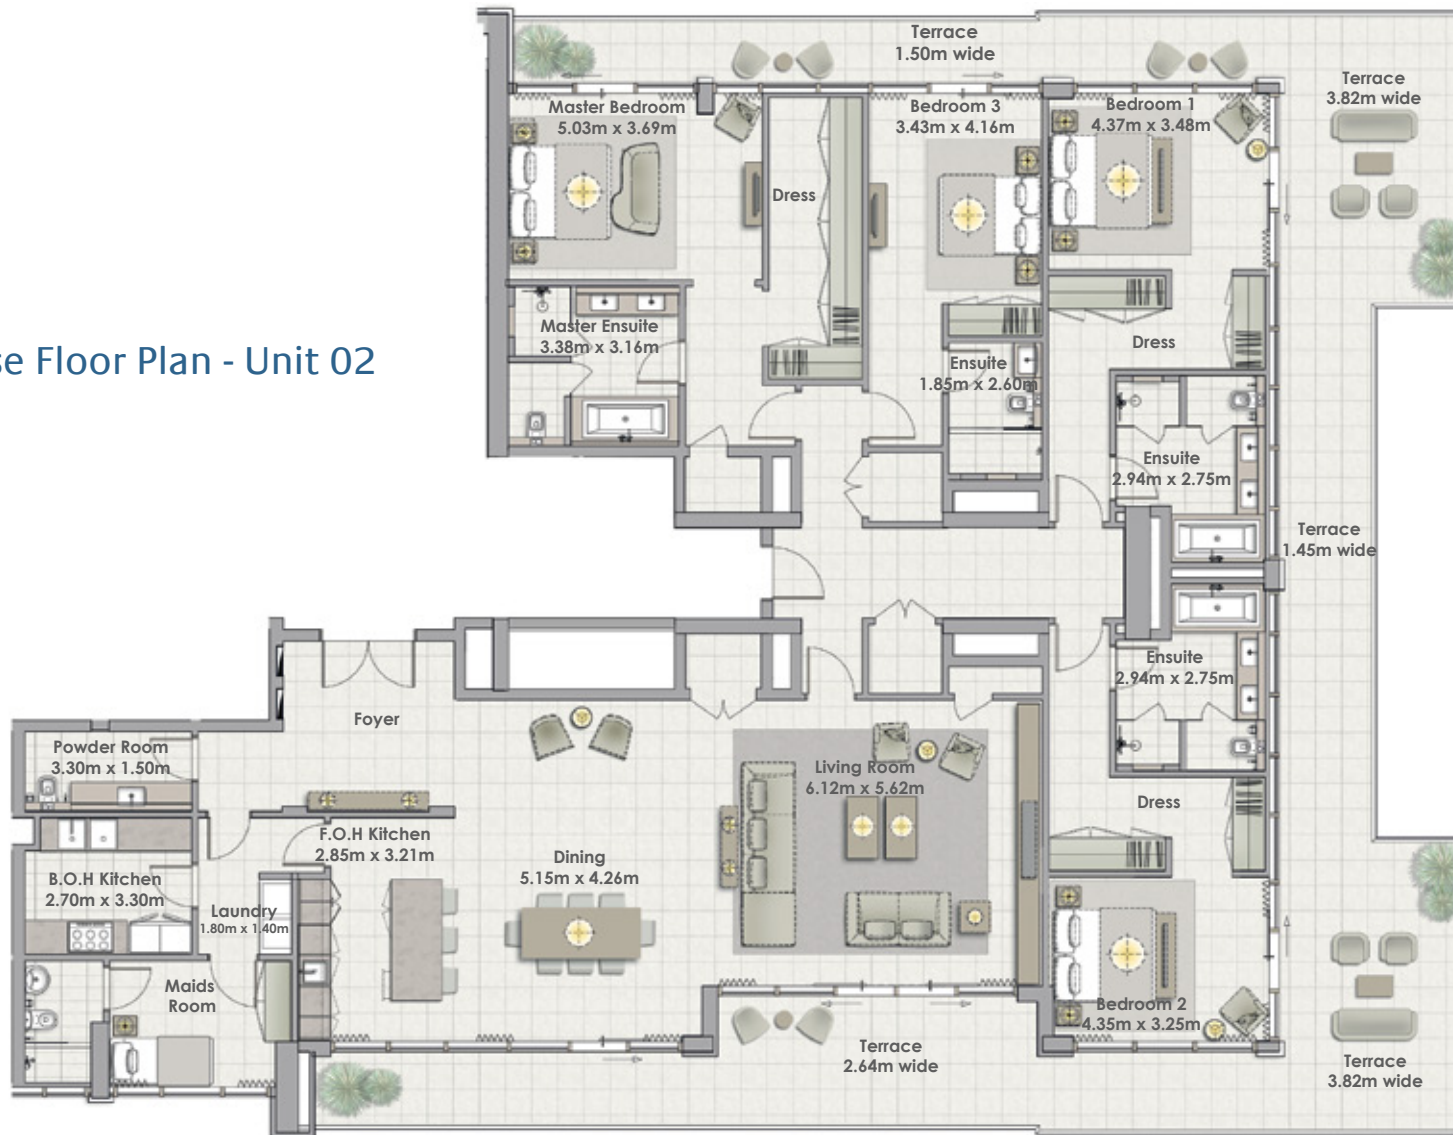 Terrace
1.50m wide
Terrace
3.82m wide
Master Bedroom
5.03m x 3.69m
Bedroom 3
3.43m x 4.16m
Bedroom 1
4.37m x 3.48m
Dress
Master Ensuite
3.38m x 3.16m
Dress
se Floor Plan - Unit 02
Ensuite
1.85m x 2.60m
Ensuite
2.94m x 2.75m
Terrace
1.45m wide
Ensuite
2.94m x 2.75m
Foyer
Powder Room
3.30m x 1.50m
Living Room
6.12m x 5.62m
Dress
F.O.H Kitchen
2.85m x 3.21m
Dining
5.15m x 4.26m
B.O.H Kitchen
2.70m x 3.30m
Laundry
1.80m x 1.40m
Maids
Room
Bedroom 2
4.35m x 3.25m
Terrace
2.64m wide
Terrace
3.82m wide